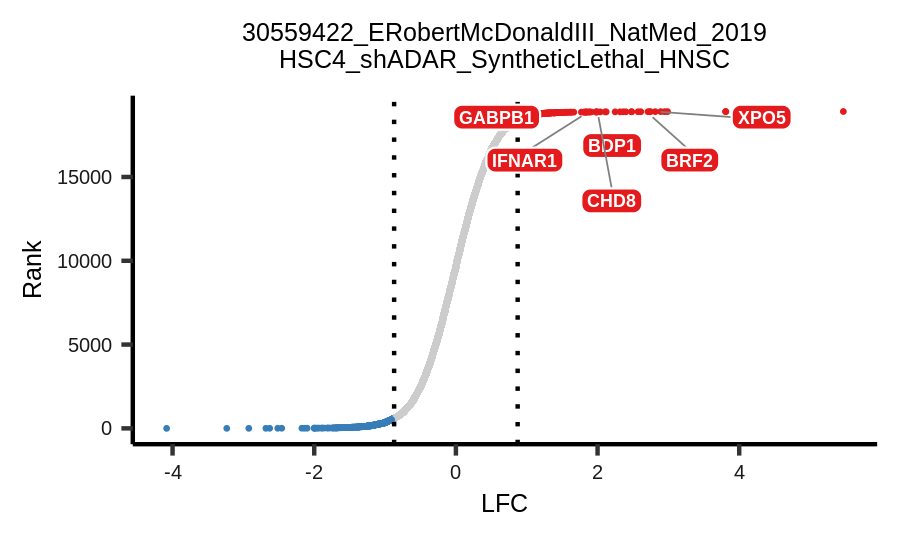 30559422_ERobertMcDonaldIII_NatMed_2019
HSC4_shADAR_SyntheticLethal_HNSC
GABPB1
XPO5
IFNAR1
BDP1
BRF2
CHD8
15000
10000
5000
0
Rank
-4
-2
0
2
4
LFC